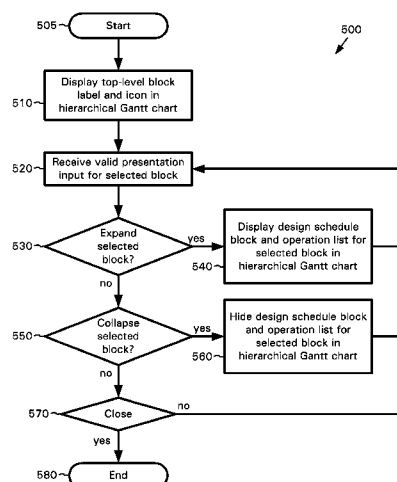 505
Start
500
510
Display top-level block
label and icon in
hierarchical Gantt chart
520
Receive valid presentation
input for selected block
530
Expand
selected
block?
yes
no
Display design schedule
block and operation list for
selected block in
540
hierarchical Gantt chart
550
Collapse
selected
block?
yes
no
Hide design schedule block
and operation list for
selected block in
560
hierarchical Gantt chart
570
Close
no
yes
580
End